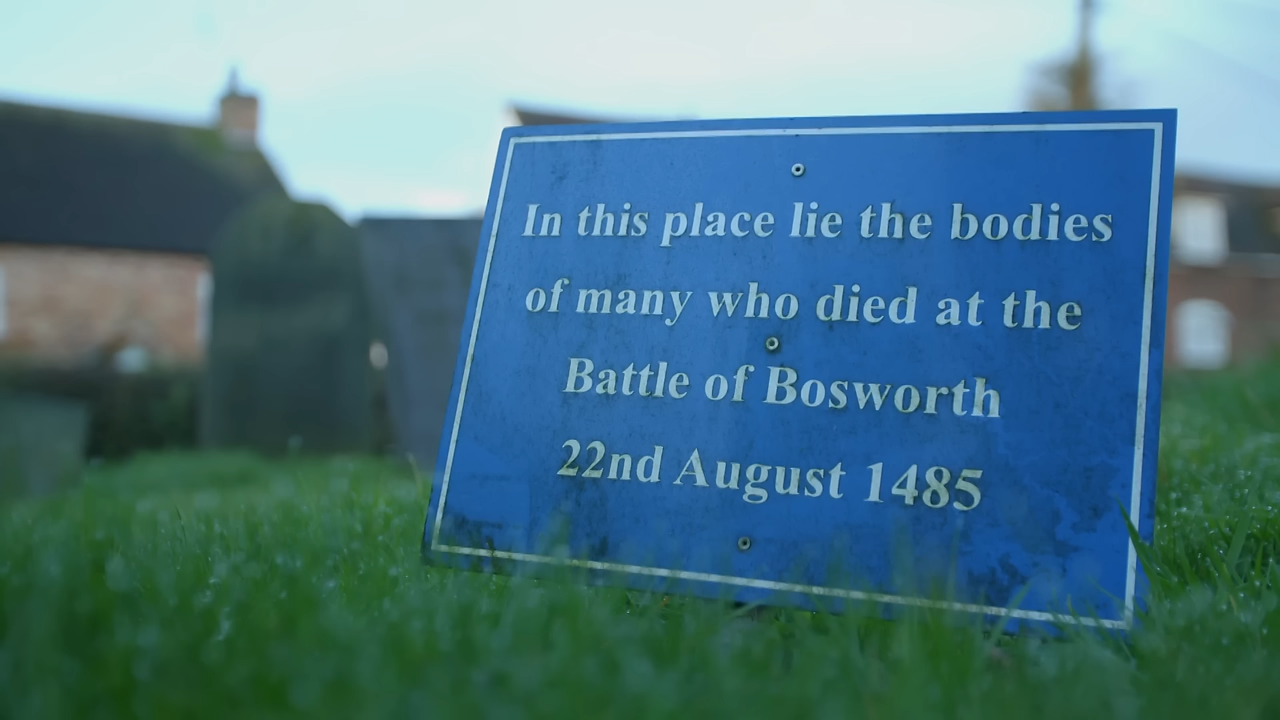 In this place lie the bodies
of many who died at the
Battle of Bosworth
22nd August 1485